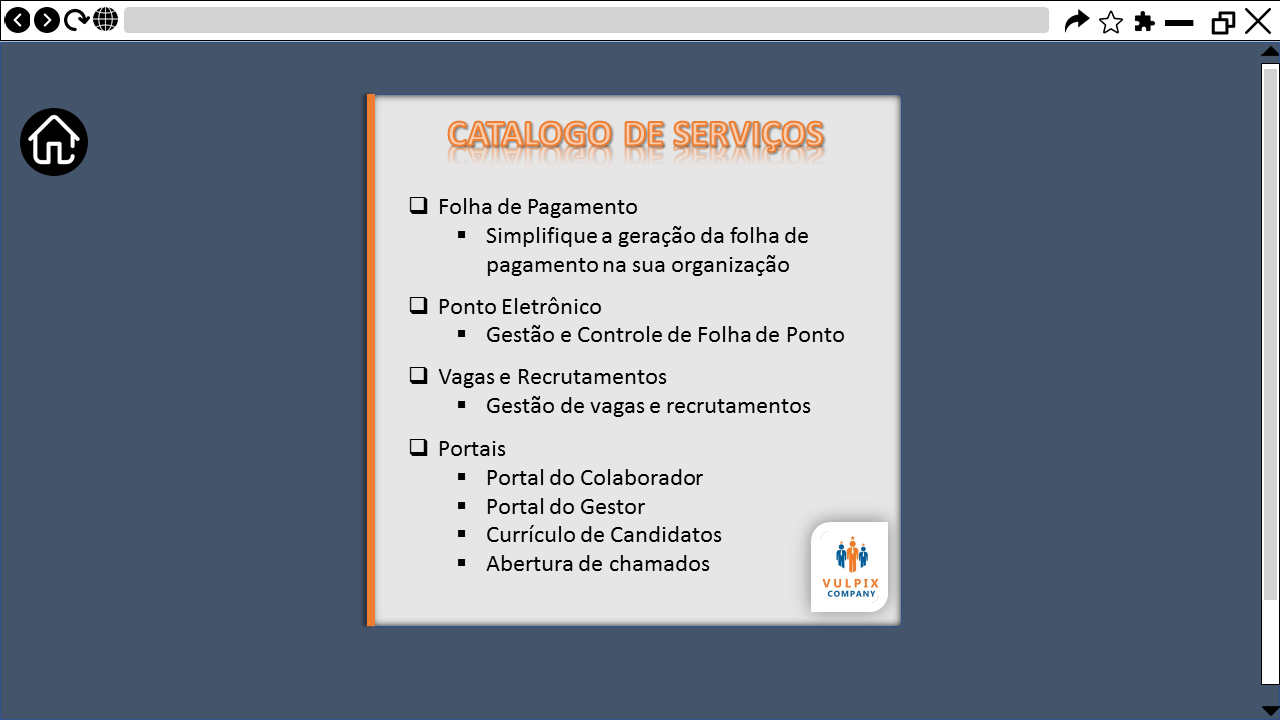 CATALOGO DE SERVIÇOS
Folha de Pagamento
Simplifique a geração da folha de
pagamento na sua organização
Ponto Eletrônico
Gestão e Controle de Folha de Ponto
Vagas e Recrutamentos
Gestão de vagas e recrutamentos
Portais
Portal do Colaborador
Portal do Gestor
Currículo de Candidatos
Abertura de chamados
VULPIX
COMPANY